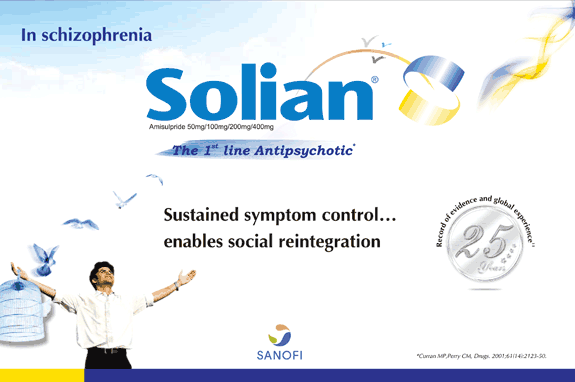 In schizophrenia
Solian®
Amisulpride 50mg/100mg/200mg/400mg
The 1st line Antipsychotic*
Sustained symptom control…
enables social reintegration
Record of evidence and global experience
25
Years
SANOFI
*Curran MP,Perry CM, Drugs. 2001;61(14):2123-50.